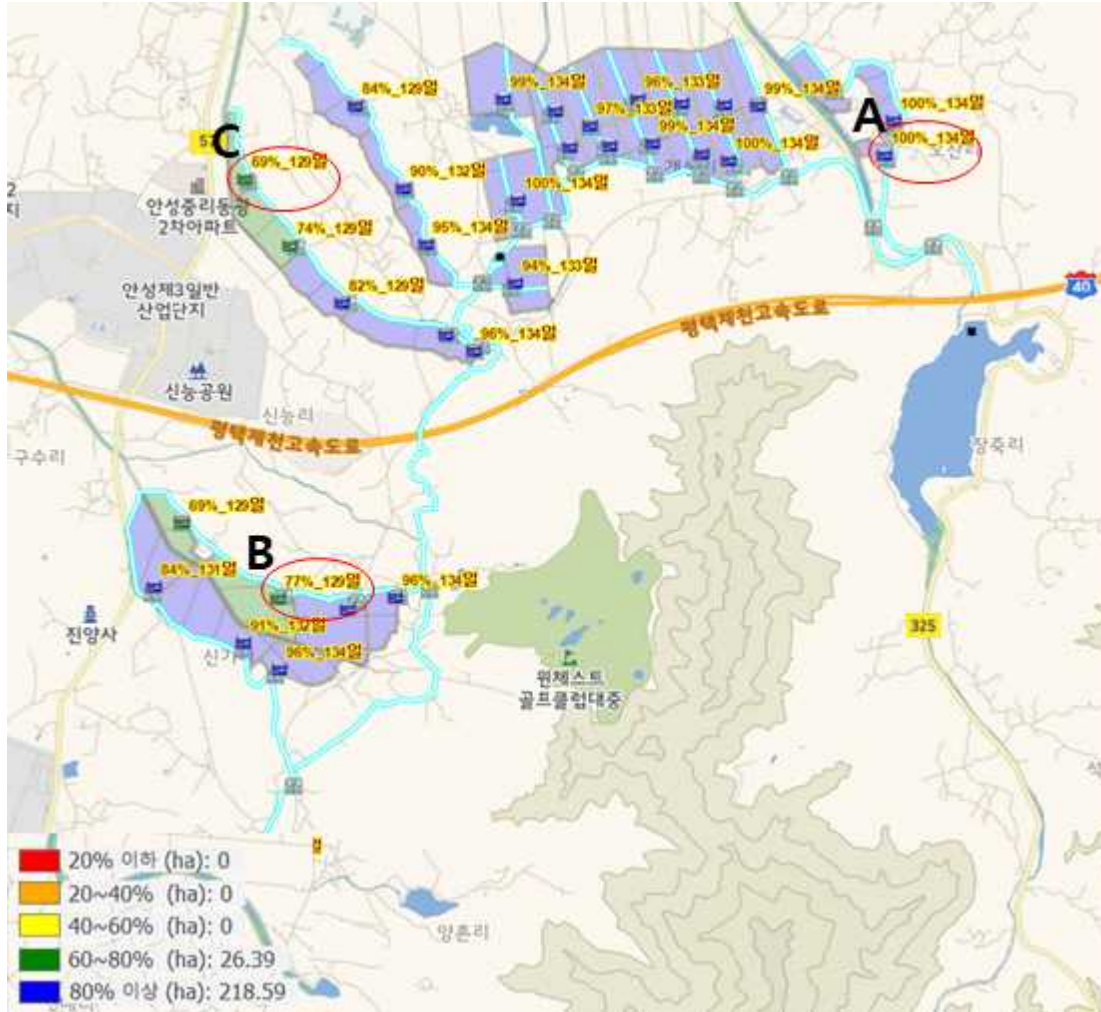 84%_129일
99%_134일
96%_133일
99%_134일
97%_133일
99%_134일
100%_134일
A
100%_134일
100%_134일
C
69%_129일
안성중리동광
2차아파트
90%_132일
100%_134일
74%_129일
95%_134일
94%_133일
안성제3일반
산업단지
82%_129일
96%_134일
40
평택제천고속도로
신능공원
신능리
평택제천고속도로
구수리
장죽리
69%_129일
B
84%_131일
77%_129일
96%_134일
진양사
91%_132일
96%_134일
325
윈체스트
골프클럽대중
양촌리
20% 이하 (ha): 0
20~40% (ha): 0
40~60% (ha): 0
60~80% (ha): 26.39
80% 이상 (ha): 218.59